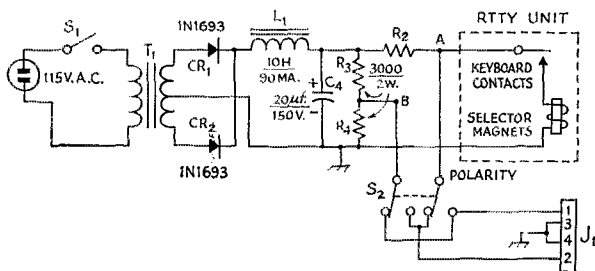 S1
115V. A.C.
T1
1N1693
CR1
CR2
1N1693
L1
10H
90MA.
+
C4
20µf.
150V.
-
R3
3000
2W.
R4
B
R2
A
RTTY UNIT
KEYBOARD
CONTACTS
SELECTOR
MAGNETS
S2
POLARITY
1
3
4
2
J1